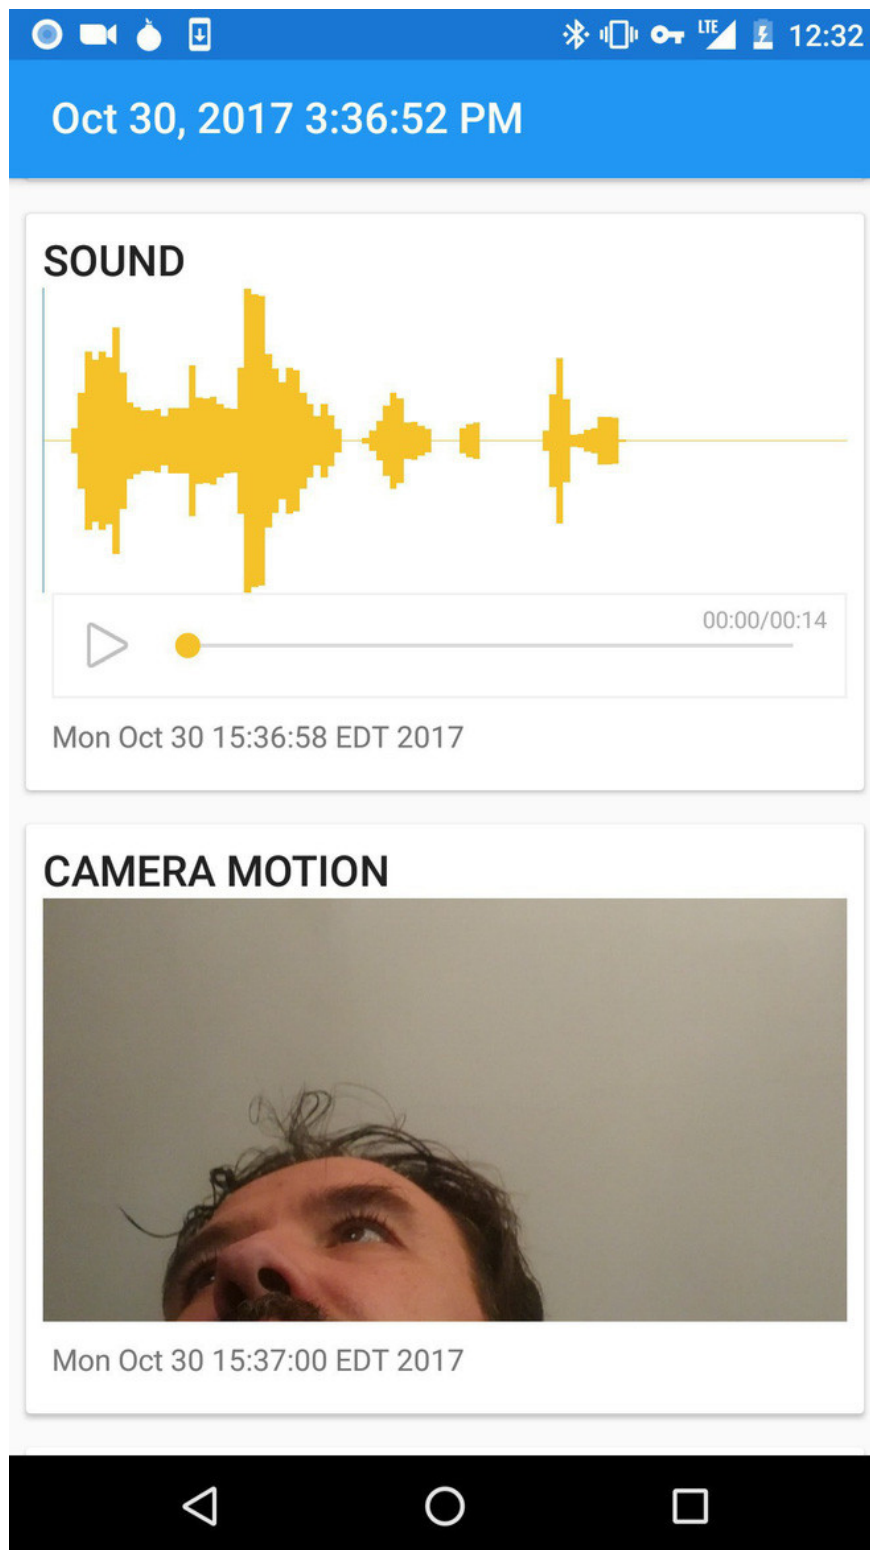 LTE 12:32
Oct 30, 2017 3:36:52 PM
SOUND
00:00/00:14
Mon Oct 30 15:36:58 EDT 2017
CAMERA MOTION
Mon Oct 30 15:37:00 EDT 2017